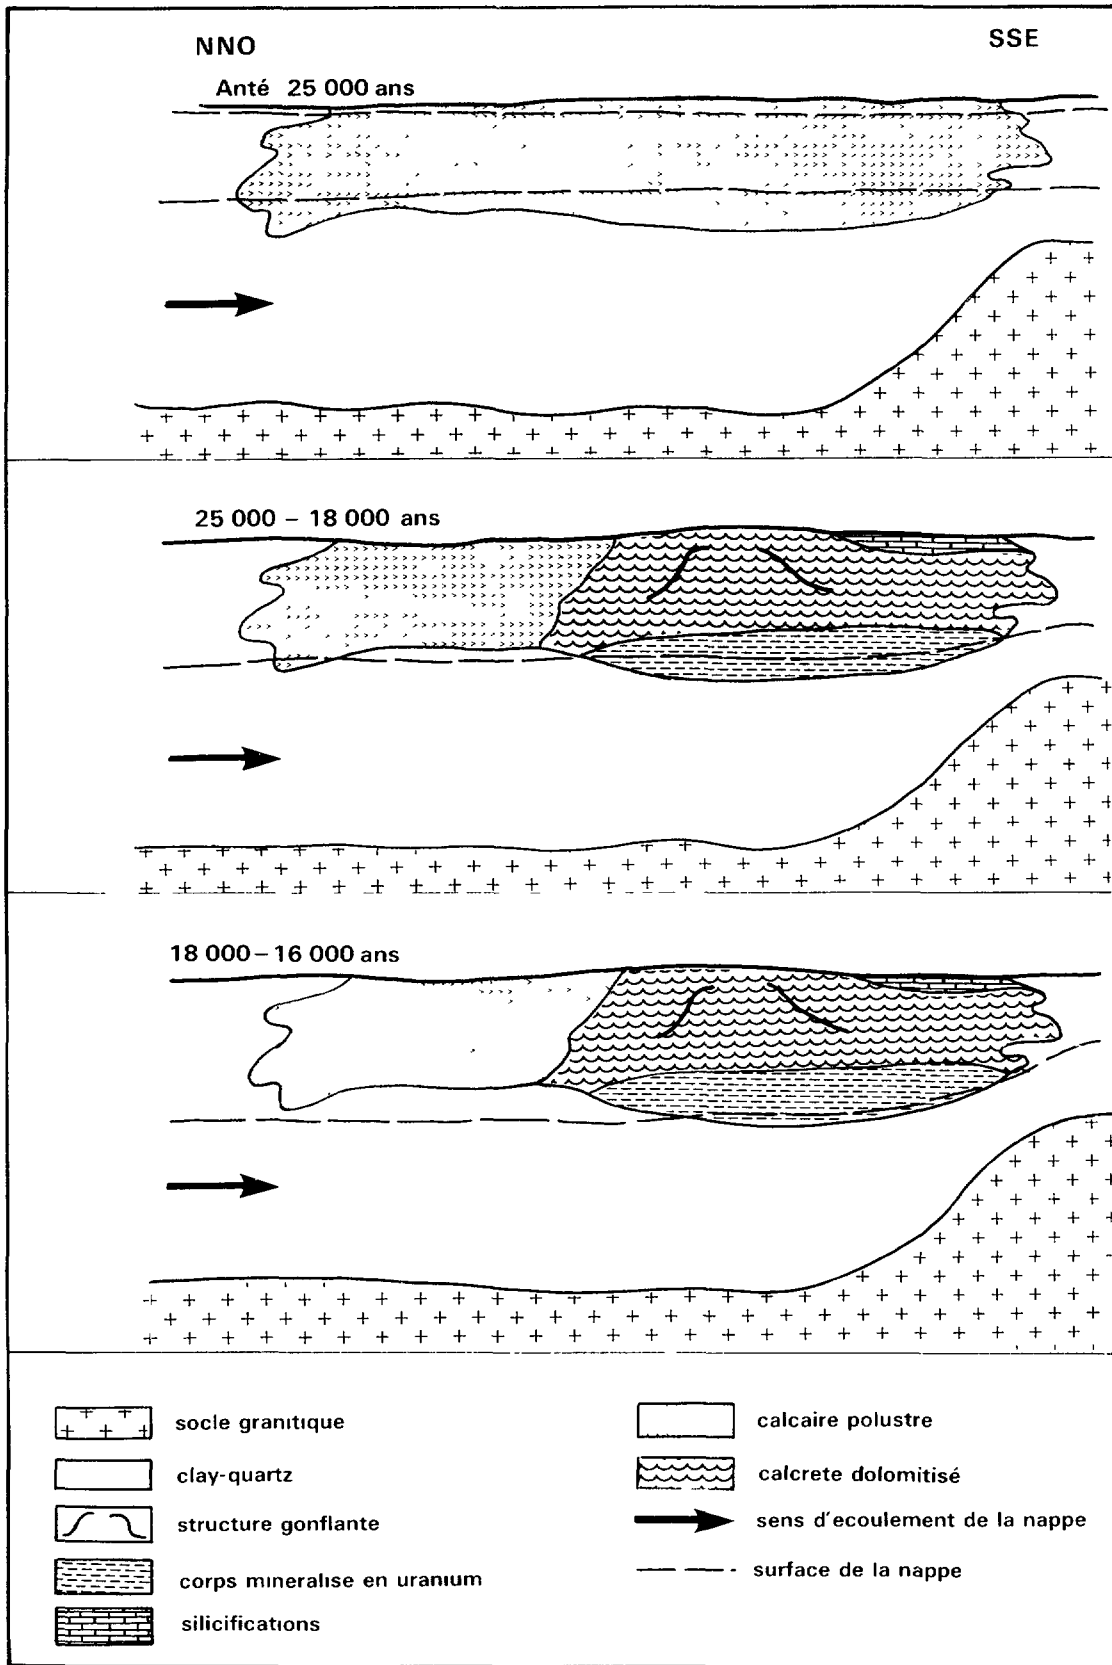 NNO
SSE
Anté 25 000 ans
25 000 – 18 000 ans
18 000 – 16 000 ans
socle granitique
clay-quartz
structure gonflante
corps mineralise en uranium
silicifications
calcaire polustre
calcrete dolomitisé
sens d'ecoulement de la nappe
surface de la nappe